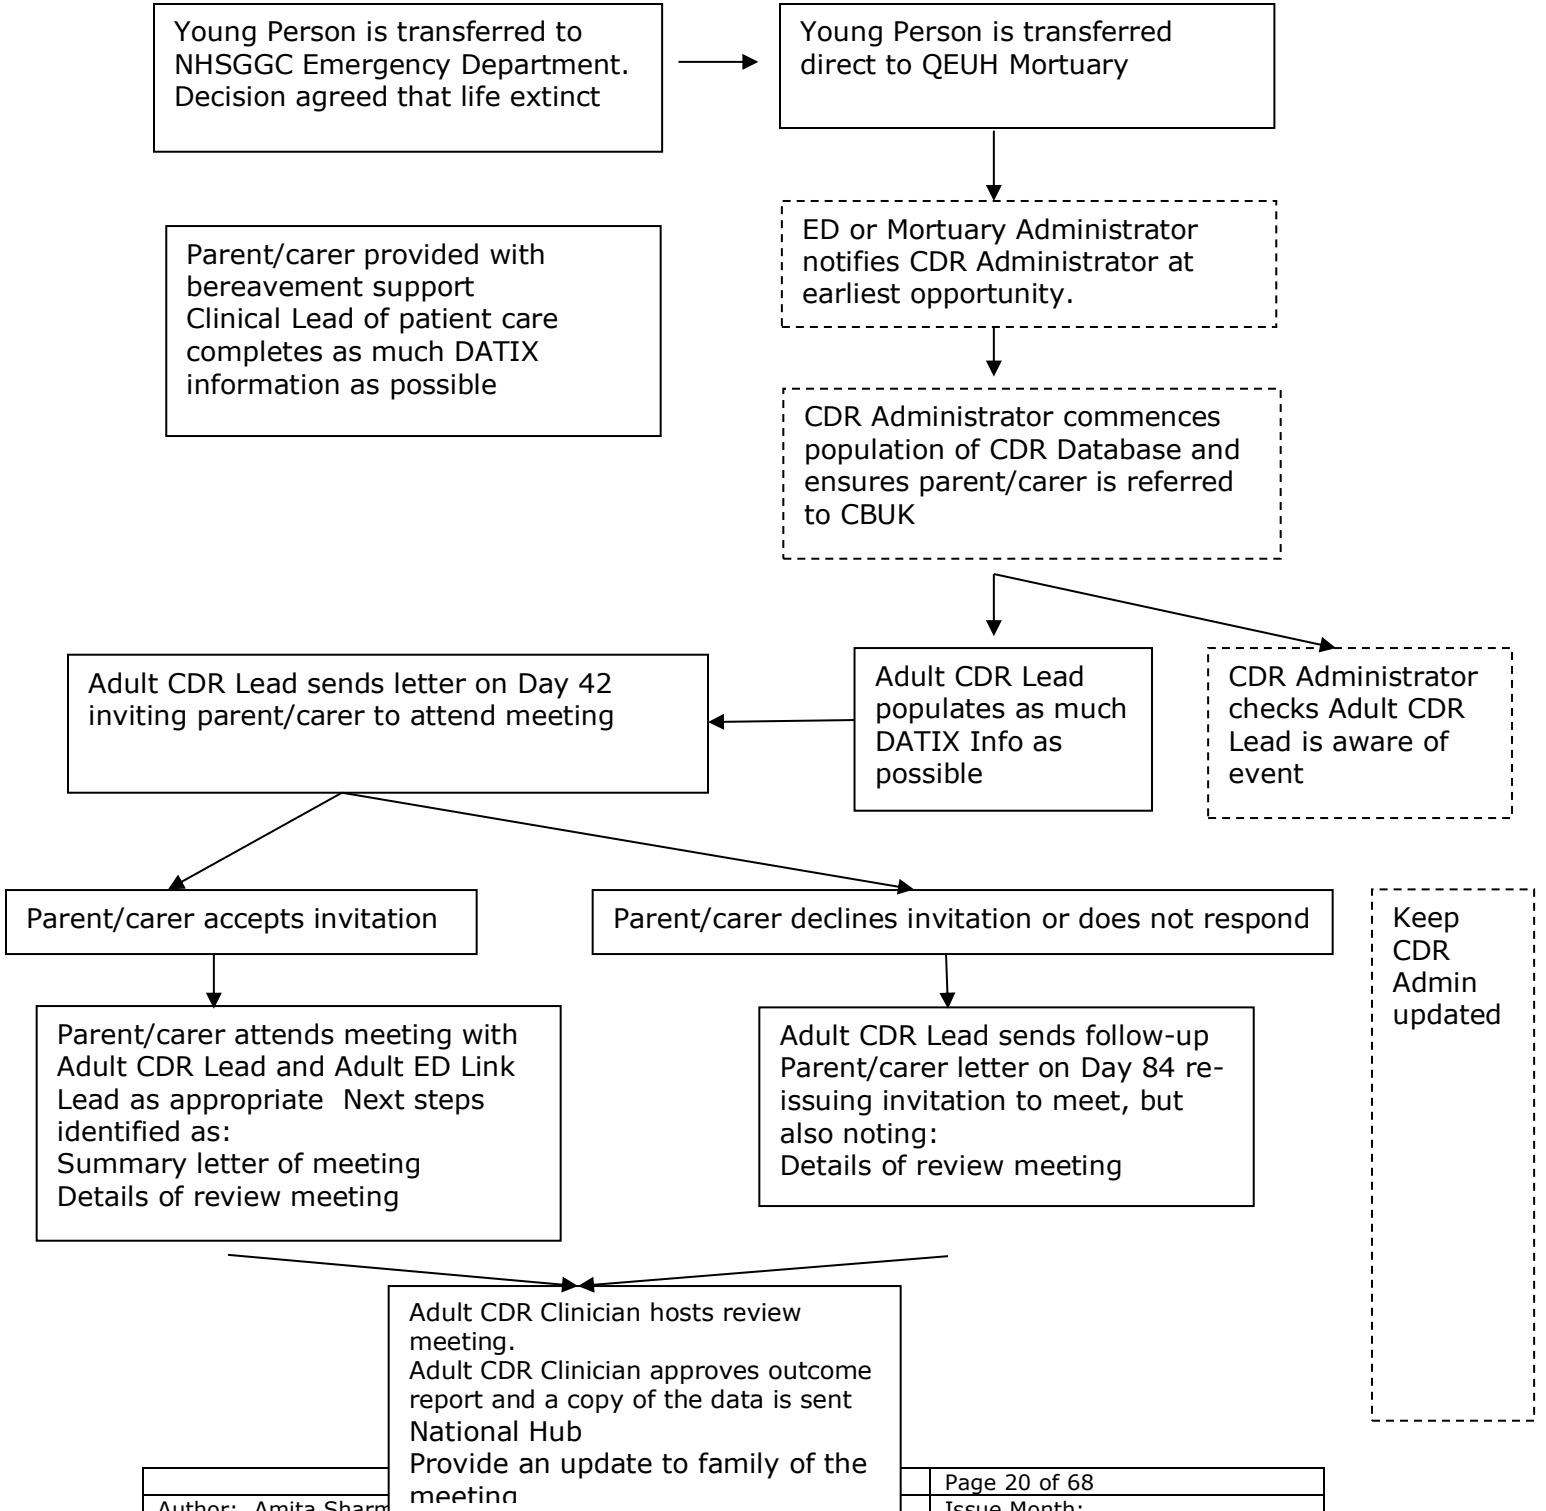 Young Person is transferred to
NHSGGC Emergency Department.
Decision agreed that life extinct
Young Person is transferred
direct to QEUH Mortuary
Parent/carer provided with
bereavement support
Clinical Lead of patient care
completes as much DATIX
information as possible
ED or Mortuary Administrator
notifies CDR Administrator at
earliest opportunity.
CDR Administrator commences
population of CDR Database and
ensures parent/carer is referred
to CBUK
Adult CDR Lead sends letter on Day 42
inviting parent/carer to attend meeting
Adult CDR Lead
populates as much
DATIX Info as
possible
CDR Administrator
checks Adult CDR
Lead is aware of
event
Parent/carer accepts invitation
Parent/carer declines invitation or does not respond
Keep
CDR
Admin
updated
Parent/carer attends meeting with
Adult CDR Lead and Adult ED Link
Lead as appropriate  Next steps
identified as:
Summary letter of meeting
Details of review meeting
Adult CDR Lead sends follow-up
Parent/carer letter on Day 84 re-
issuing invitation to meet, but
also noting:
Details of review meeting
Adult CDR Clinician hosts review
meeting.
Adult CDR Clinician approves outcome
report and a copy of the data is sent
National Hub
Provide an update to family of the
meeting
Page 20 of 68
Author:  Amita Sharm
Issue Month: